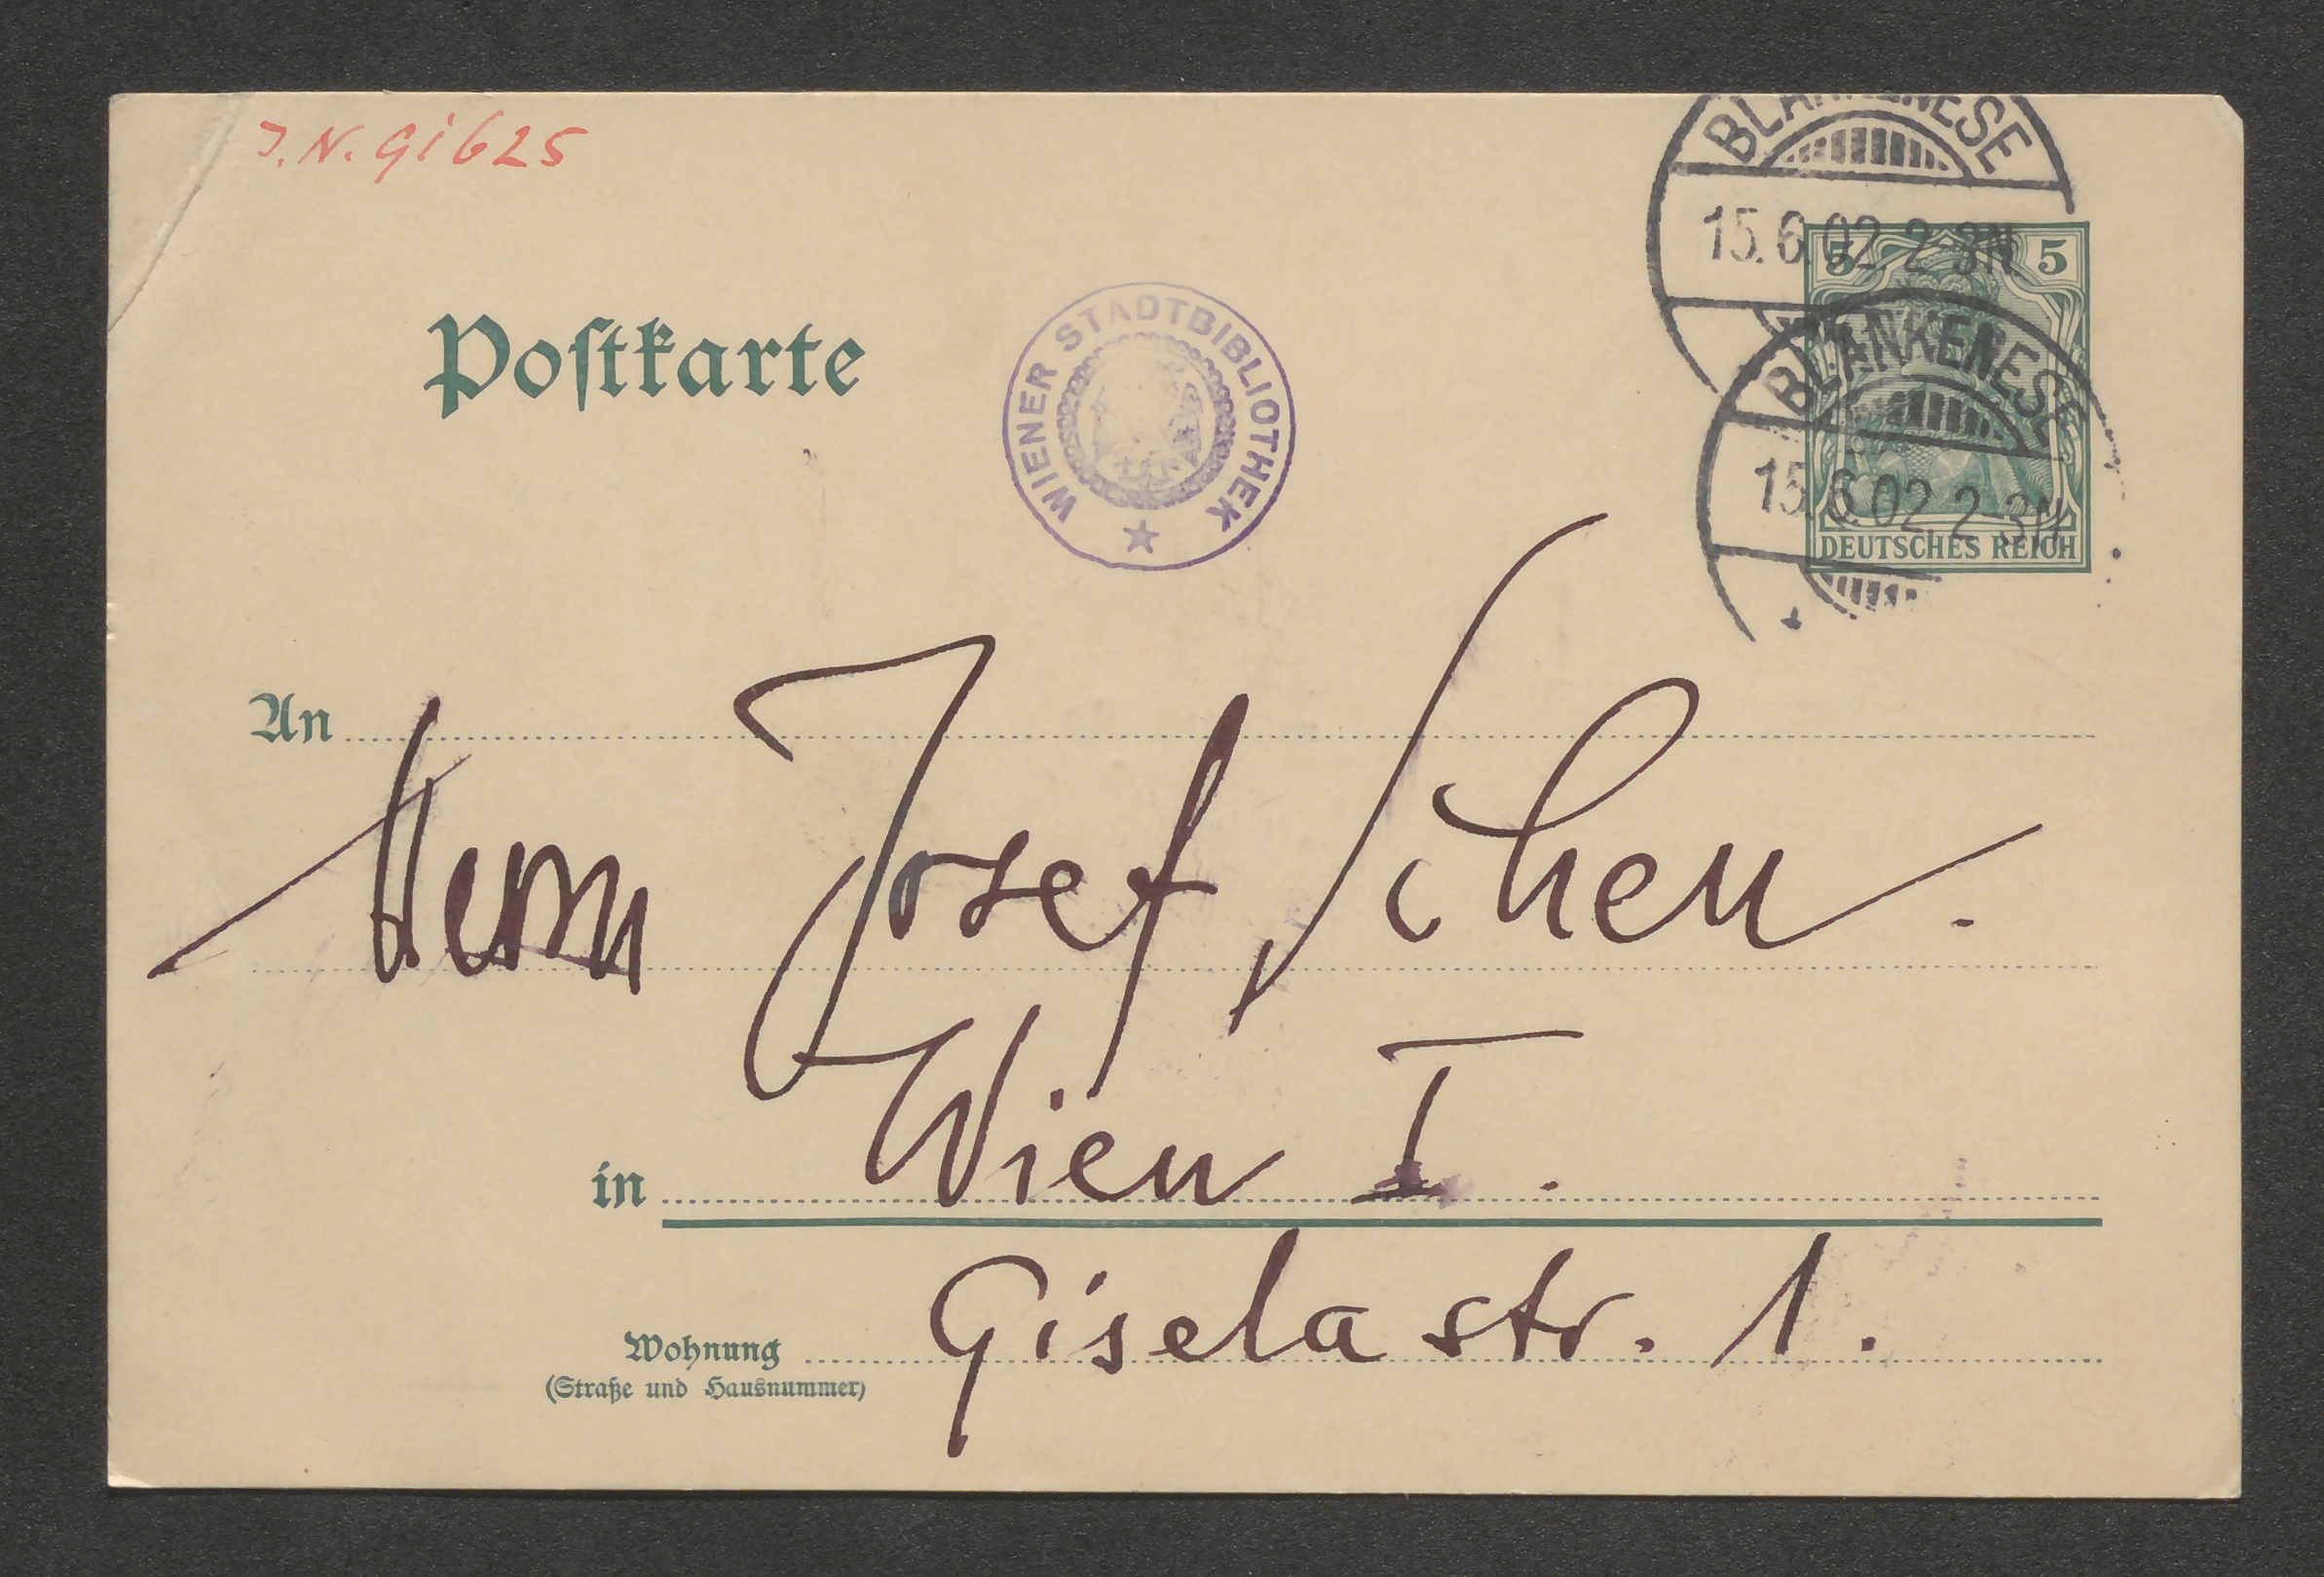 J.N. 91625
BLANKENESE
15.6.02 2-3N
Postkarte
WIENER STADTBIBLIOTHEK
5 5
BLANKENESE
15.6.02 2-3N
DEUTSCHES REICH
An
Herrn Josef Scheu.
in Wien I.
Wohnung Giselastr. 1.
(Straße und Hausnummer)